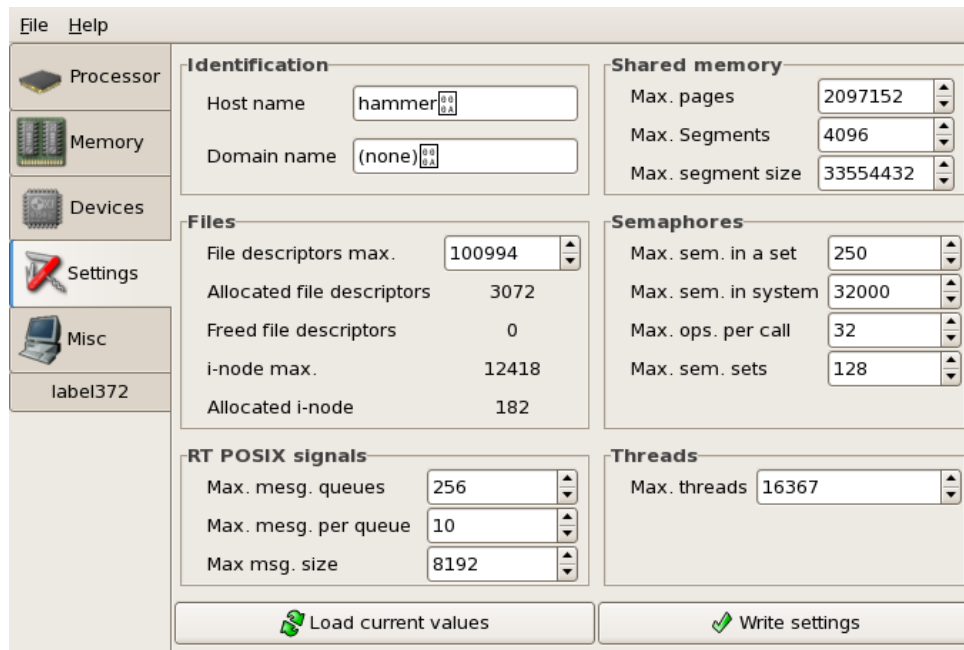 File Help
Processor
Memory
Devices
Settings
Misc
label372
Identification
Host name hammer
Domain name (none)
Files
File descriptors max. 100994
Allocated file descriptors 3072
Freed file descriptors 0
i-node max. 12418
Allocated i-node 182
RT POSIX signals
Max. mesg. queues 256
Max. mesg. per queue 10
Max msg. size 8192
Shared memory
Max. pages 2097152
Max. Segments 4096
Max. segment size 33554432
Semaphores
Max. sem. in a set 250
Max. sem. in system 32000
Max. ops. per call 32
Max. sem. sets 128
Threads
Max. threads 16367
Load current values
Write settings